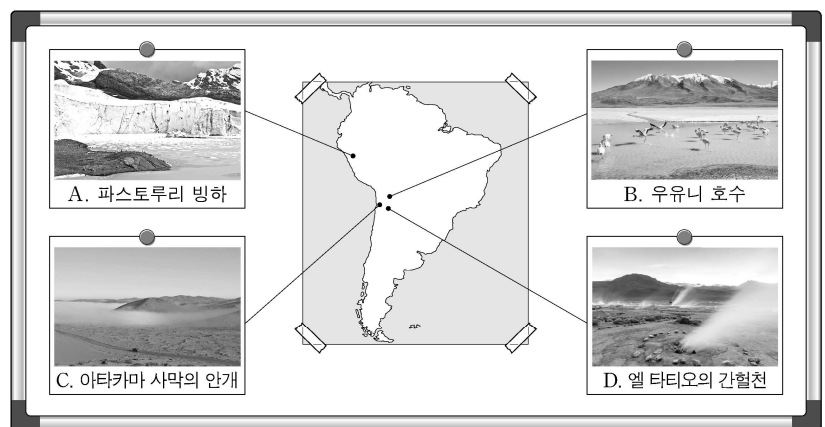 A. 파스토루리 빙하
B. 우유니 호수
C. 아타카마 사막의 안개
D. 엘 타티오의 간헐천